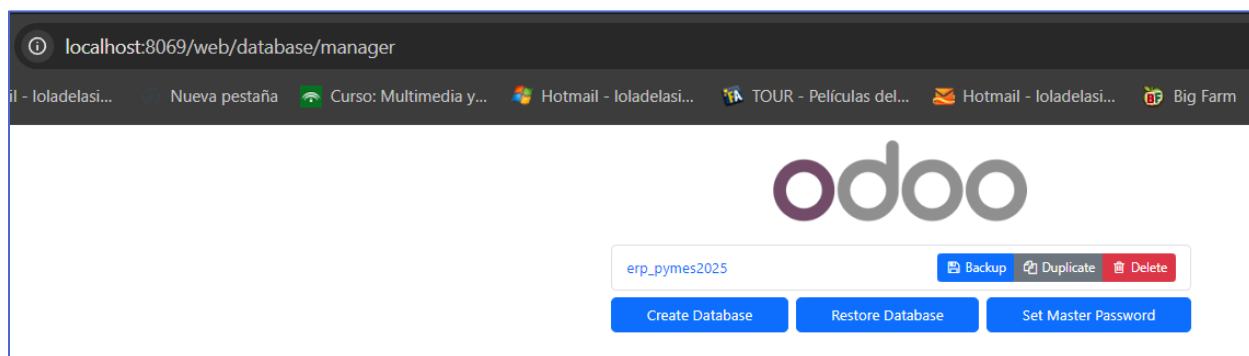 localhost:8069/web/database/manager
il - loladelasi... Nueva pestaña Curso: Multimedia y... Hotmail - loladelasi... TOUR - Películas del... Hotmail - loladelasi... Big Farm
odoo
erp_pymes2025 Backup Duplicate Delete
Create Database Restore Database Set Master Password